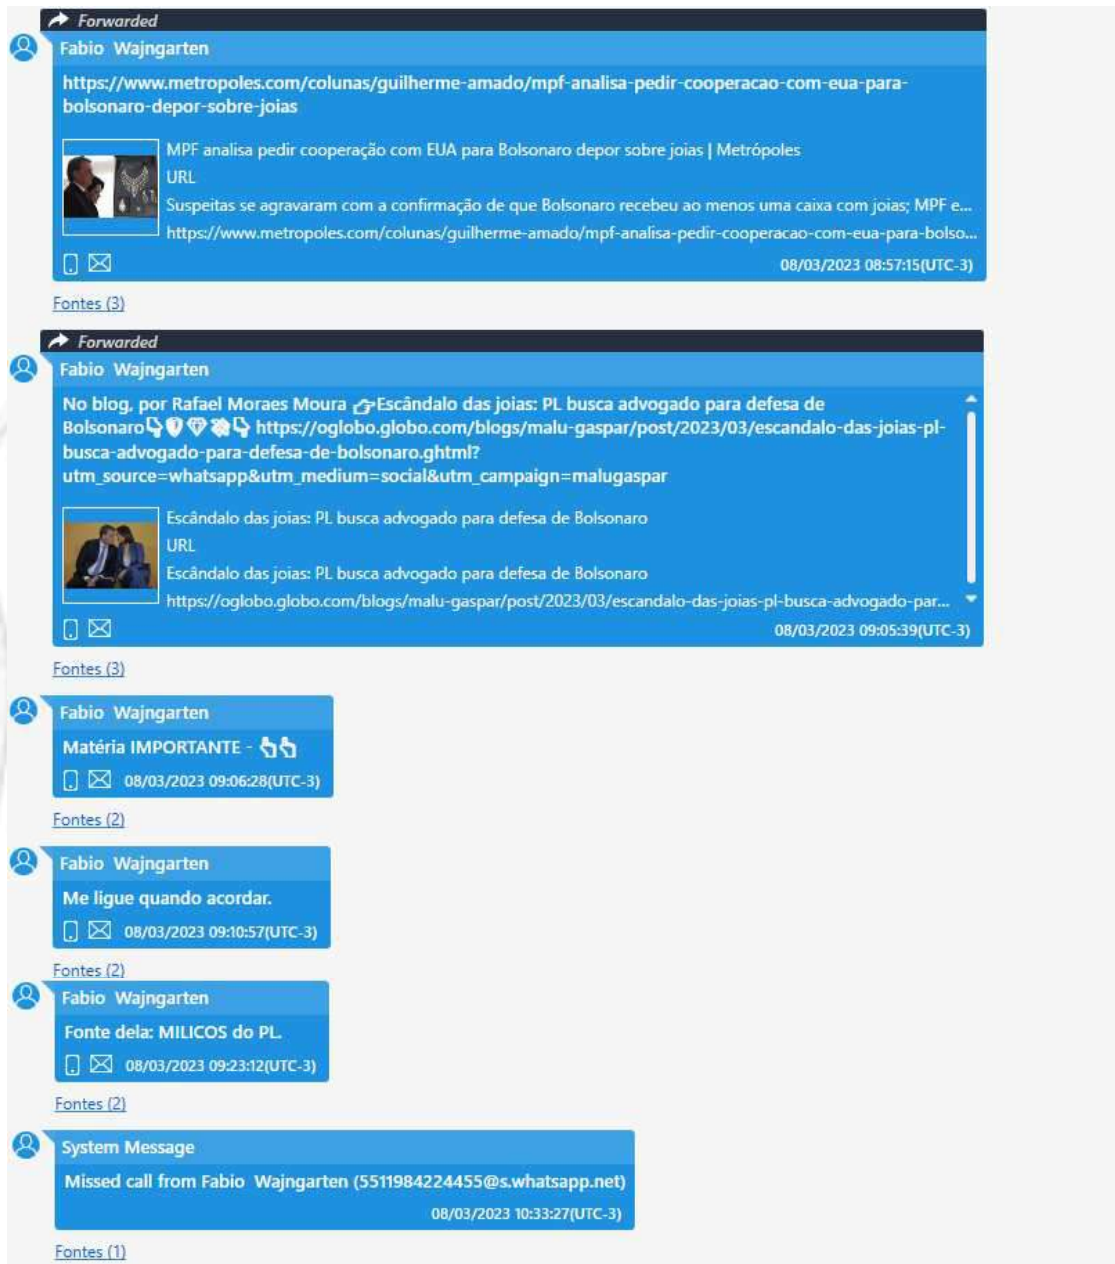 Forwarded
Fabio Wajngarten
https://www.metropoles.com/colunas/guilherme-amado/mpf-analisa-pedir-cooperacao-com-eua-para-
bolsonaro-depor-sobre-joias
MPF analisa pedir cooperação com EUA para Bolsonaro depor sobre joias | Metrópoles
URL
Suspeitas se agravaram com a confirmação de que Bolsonaro recebeu ao menos uma caixa com joias; MPF e...
https://www.metropoles.com/colunas/guilherme-amado/mpf-analisa-pedir-cooperacao-com-eua-para-bolso...
08/03/2023 08:57:15(UTC-3)
Fontes (3)
Forwarded
Fabio Wajngarten
No blog, por Rafael Moraes Moura 👉Escândalo das joias: PL busca advogado para defesa de
Bolsonaro https://oglobo.globo.com/blogs/malu-gaspar/post/2023/03/escandalo-das-joias-pl-
busca-advogado-para-defesa-de-bolsonaro.ghtml?
utm_source=whatsapp&utm_medium=social&utm_campaign=malugaspar
Escândalo das joias: PL busca advogado para defesa de Bolsonaro
URL
Escândalo das joias: PL busca advogado para defesa de Bolsonaro
https://oglobo.globo.com/blogs/malu-gaspar/post/2023/03/escandalo-das-joias-pl-busca-advogado-par...
08/03/2023 09:05:39(UTC-3)
Fontes (3)
Fabio Wajngarten
Matéria IMPORTANTE - 👆👆
08/03/2023 09:06:28(UTC-3)
Fontes (2)
Fabio Wajngarten
Me ligue quando acordar.
08/03/2023 09:10:57(UTC-3)
Fontes (2)
Fabio Wajngarten
Fonte dela: MILICOS do PL.
08/03/2023 09:23:12(UTC-3)
Fontes (2)
System Message
Missed call from Fabio Wajngarten (5511984224455@s.whatsapp.net)
08/03/2023 10:33:27(UTC-3)
Fontes (1)